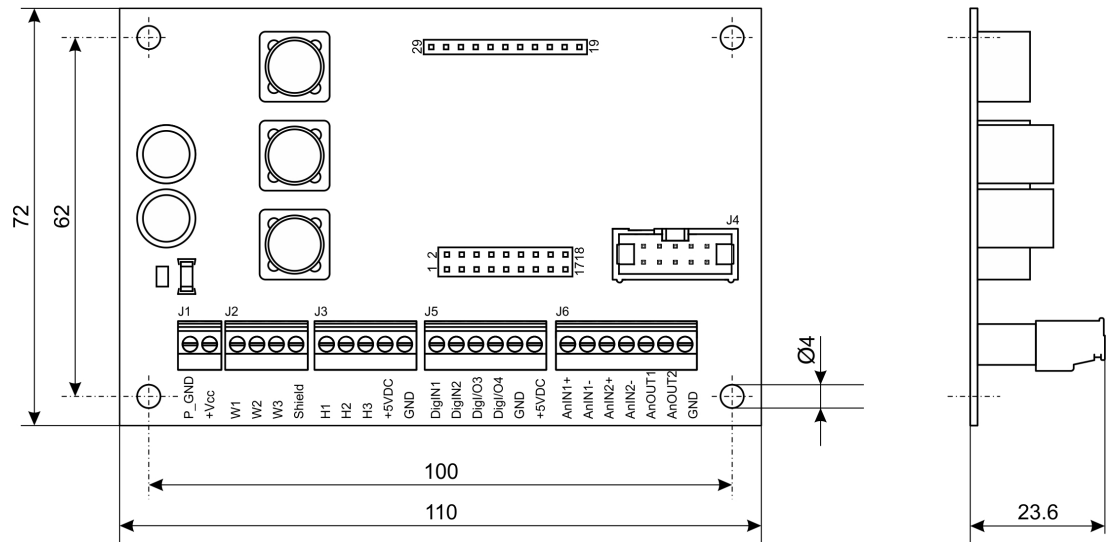 29 19
J4
72
62
1 2
17 18
J1 J2 J3 J5 J6
P_GND
+Vcc
W1
W2
W3
Shield
H1
H2
H3
+5VDC
GND
DigIN1
DigIN2
DigI/O3
DigI/O4
GND
+5VDC
AnIN1+
AnIN1-
AnIN2+
AnIN2-
AnOUT1
AnOUT2
GND
Ø4
100
110
23.6